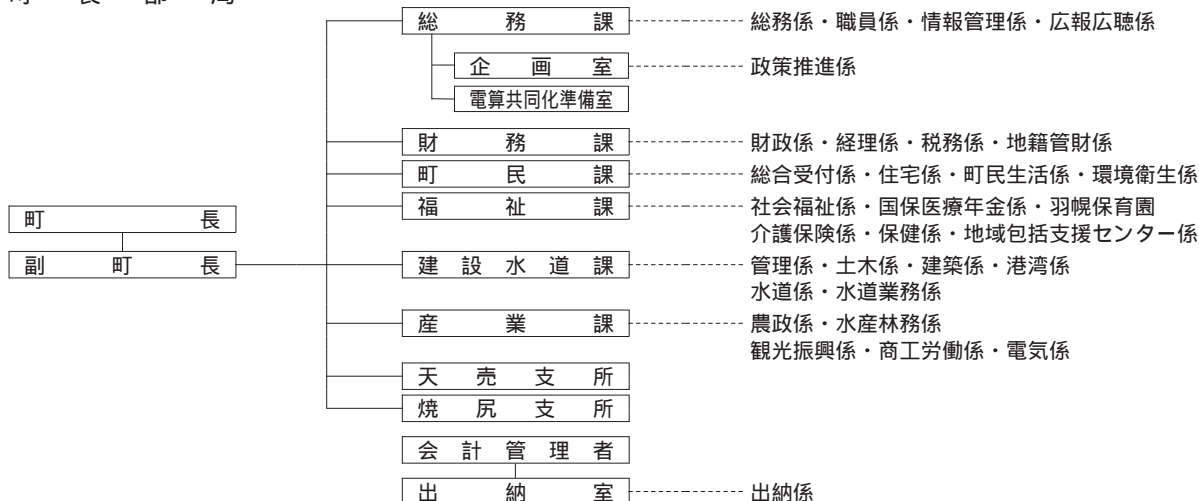 町長部局
総務課 総務係・職員係・情報管理係・広報広聴係
企画室 政策推進係
電算共同化準備室
財務課 財政係・経理係・税務係・地籍管財係
町民課 総合受付係・住宅係・町民生活係・環境衛生係
町長
福祉課 社会福祉係・国保医療年金係・羽幌保育園
介護保険係・保健係・地域包括支援センター係
副町長
建設水道課 管理係・土木係・建築係・港湾係
水道係・水道業務係
産業課 農政係・水産林務係
観光振興係・商工労働係・電気係
天売支所
焼尻支所
会計管理者
出納室 出納係